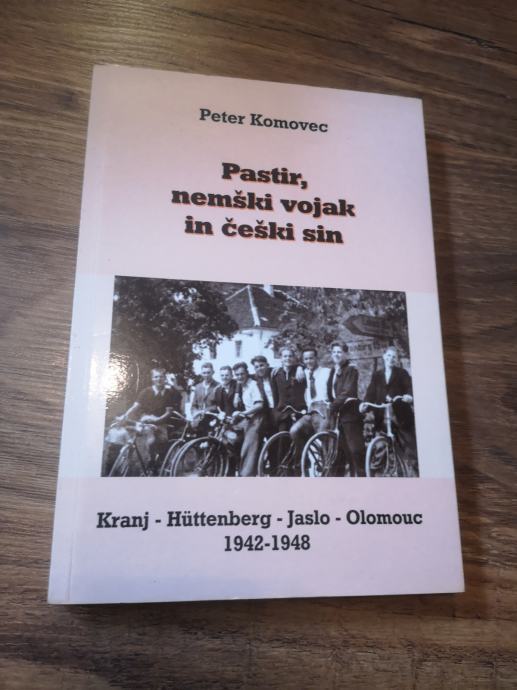 Peter Komovec
Pastir,
nemški vojak
in češki sin
Kranj - Hüttenberg - Jaslo - Olomouc
1942-1948